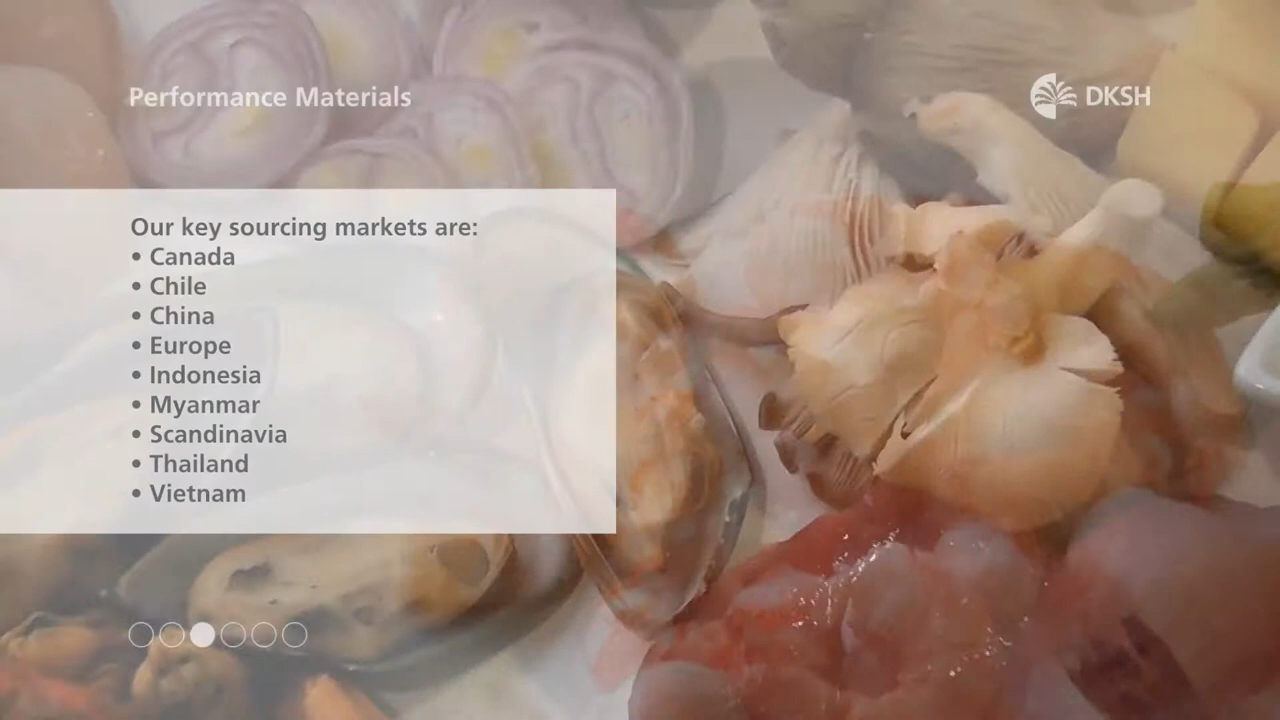 Performance Materials
DKSH
Our key sourcing markets are:
• Canada
• Chile
• China
• Europe
• Indonesia
• Myanmar
• Scandinavia
• Thailand
• Vietnam